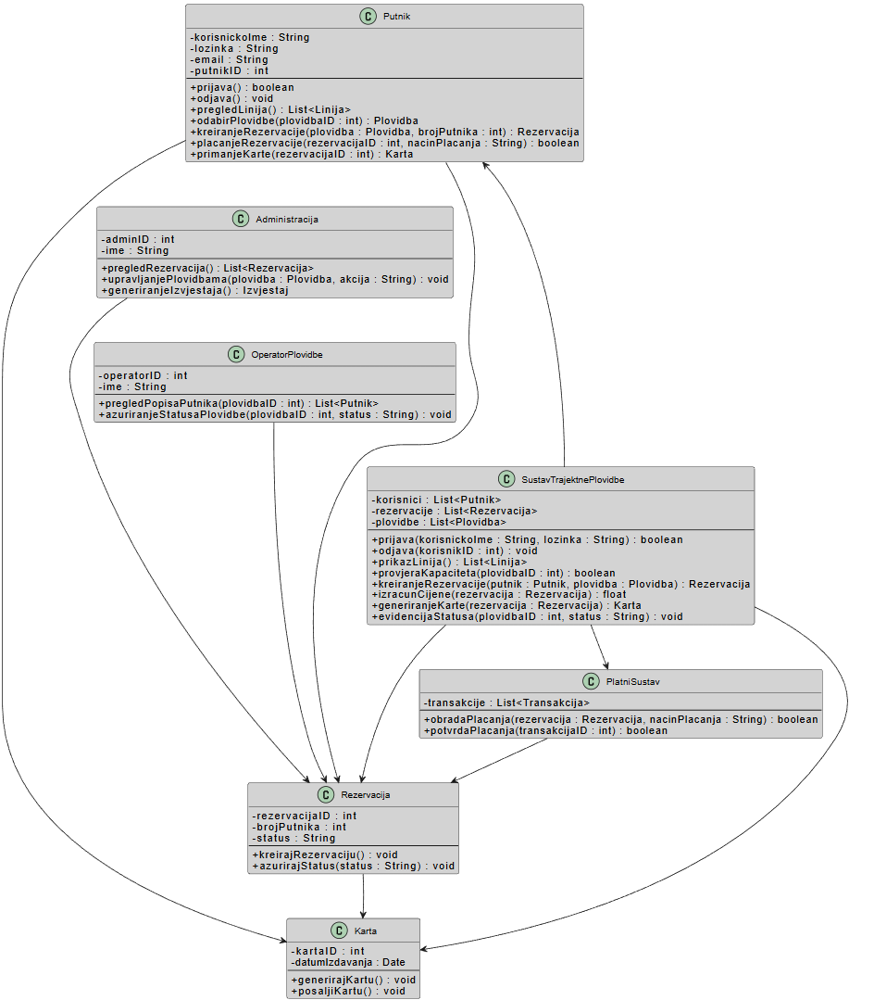 C Putnik
-korisnickoIme : String
-lozinka : String
-email : String
-putnikID : int
+prijava() : boolean
+odjava() : void
+pregledLinija() : List<Linija>
+odabirPlovidbe(plovidbaID : int) : Plovidba
+kreiranjeRezervacije(plovidba : Plovidba, brojPutnika : int) : Rezervacija
+placanjeRezervacije(rezervacijaID : int, nacinPlacanja : String) : boolean
+primanjeKarte(rezervacijaID : int) : Karta
C Administracija
-adminID : int
-ime : String
+pregledRezervacija() : List<Rezervacija>
+upravljanjePlovidbama(plovidba : Plovidba, akcija : String) : void
+generiranjeIzvjestaja() : Izvjestaj
C OperatorPlovidbe
-operatorID : int
-ime : String
+pregledPopisaPutnika(plovidbaID : int) : List<Putnik>
+azuriranjeStatusaPlovidbe(plovidbaID : int, status : String) : void
C SustavTrajektnePlovidbe
-korisnici : List<Putnik>
-rezervacije : List<Rezervacija>
-plovidbe : List<Plovidba>
+prijava(korisnickoIme : String, lozinka : String) : boolean
+odjava(korisnikID : int) : void
+prikazLinija() : List<Linija>
+provjeraKapaciteta(plovidbaID : int) : boolean
+kreiranjeRezervacije(putnik : Putnik, plovidba : Plovidba) : Rezervacija
+izracunCijene(rezervacija : Rezervacija) : float
+generiranjeKarte(rezervacija : Rezervacija) : Karta
+evidencijaStatusa(plovidbaID : int, status : String) : void
C PlatniSustav
-transakcije : List<Transakcija>
+obradaPlacanja(rezervacija : Rezervacija, nacinPlacanja : String) : boolean
+potvrdaPlacanja(transakcijaID : int) : boolean
C Rezervacija
-rezervacijaID : int
-brojPutnika : int
-status : String
+kreirajRezervaciju() : void
+azurirajStatus(status : String) : void
C Karta
-kartaID : int
-datumIzdavanja : Date
+generirajKartu() : void
+posaljiKartu() : void